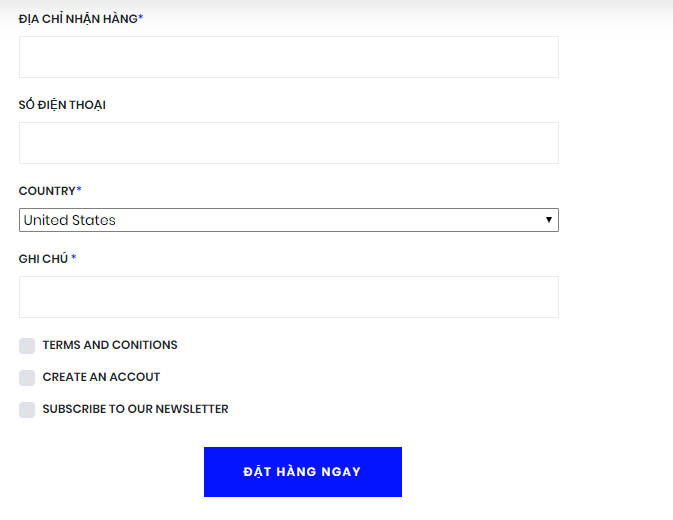 ĐỊA CHỈ NHẬN HÀNG*
SỐ ĐIỆN THOẠI
COUNTRY*
United States
GHI CHÚ *
TERMS AND CONITIONS
CREATE AN ACCOUT
SUBSCRIBE TO OUR NEWSLETTER
ĐẶT HÀNG NGAY